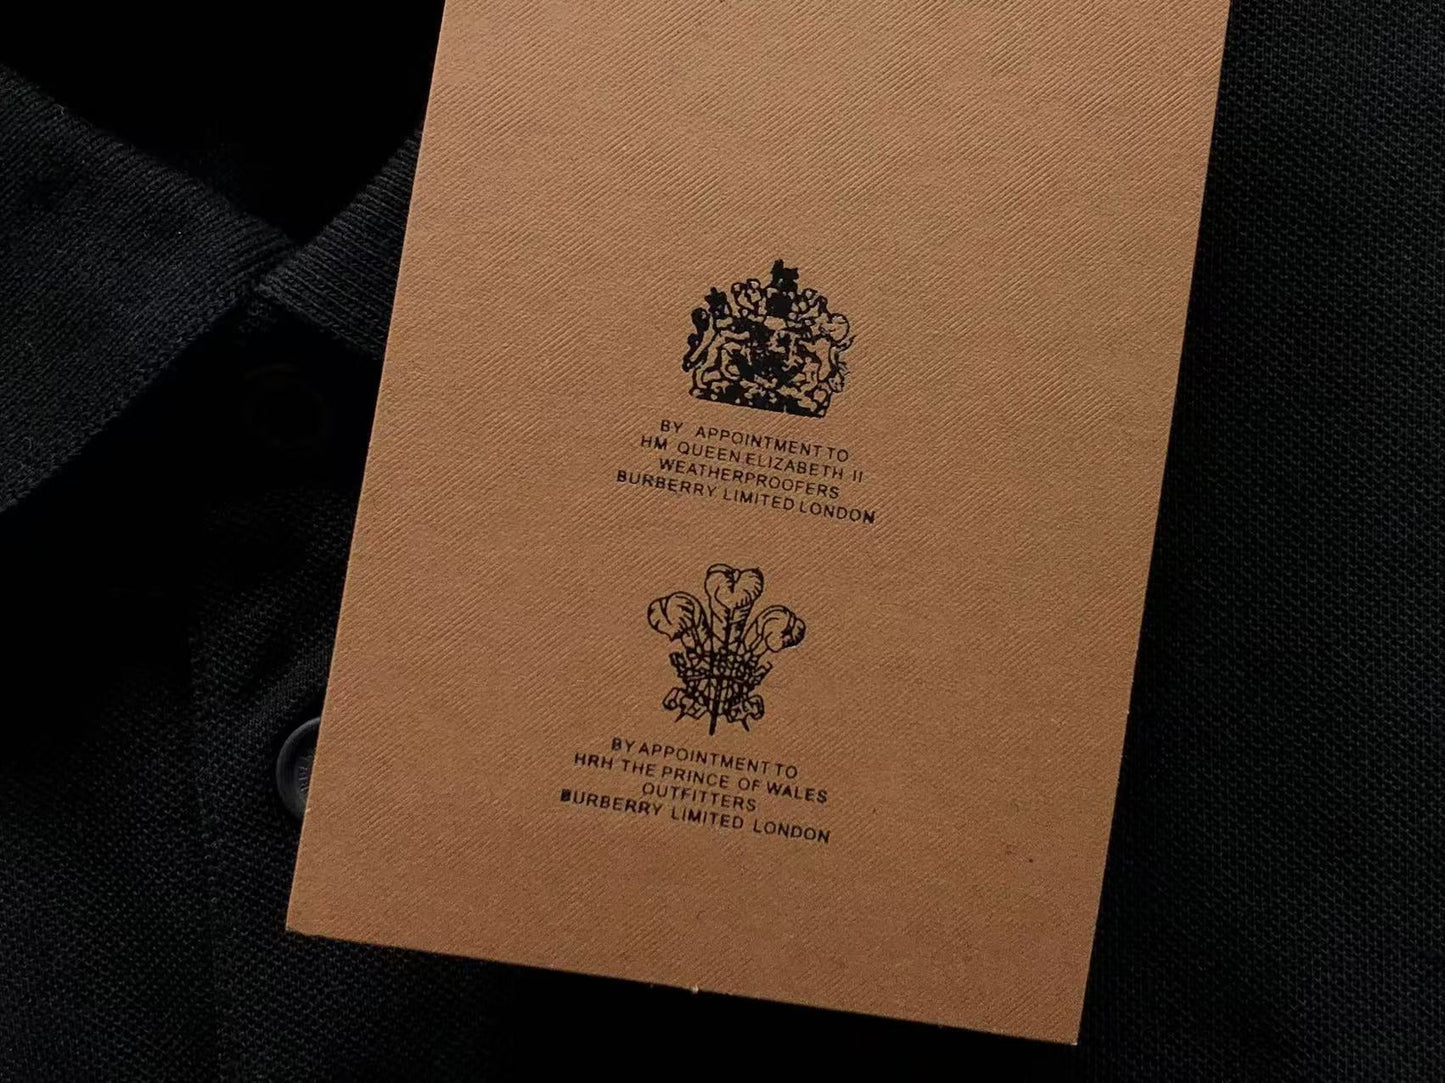 BY APPOINTMENT TO
HM QUEEN ELIZABETH II
WEATHERPROOFERS
BURBERRY LIMITED LONDON
BY APPOINTMENT TO
HRH THE PRINCE OF WALES
OUTFITTERS
BURBERRY LIMITED LONDON